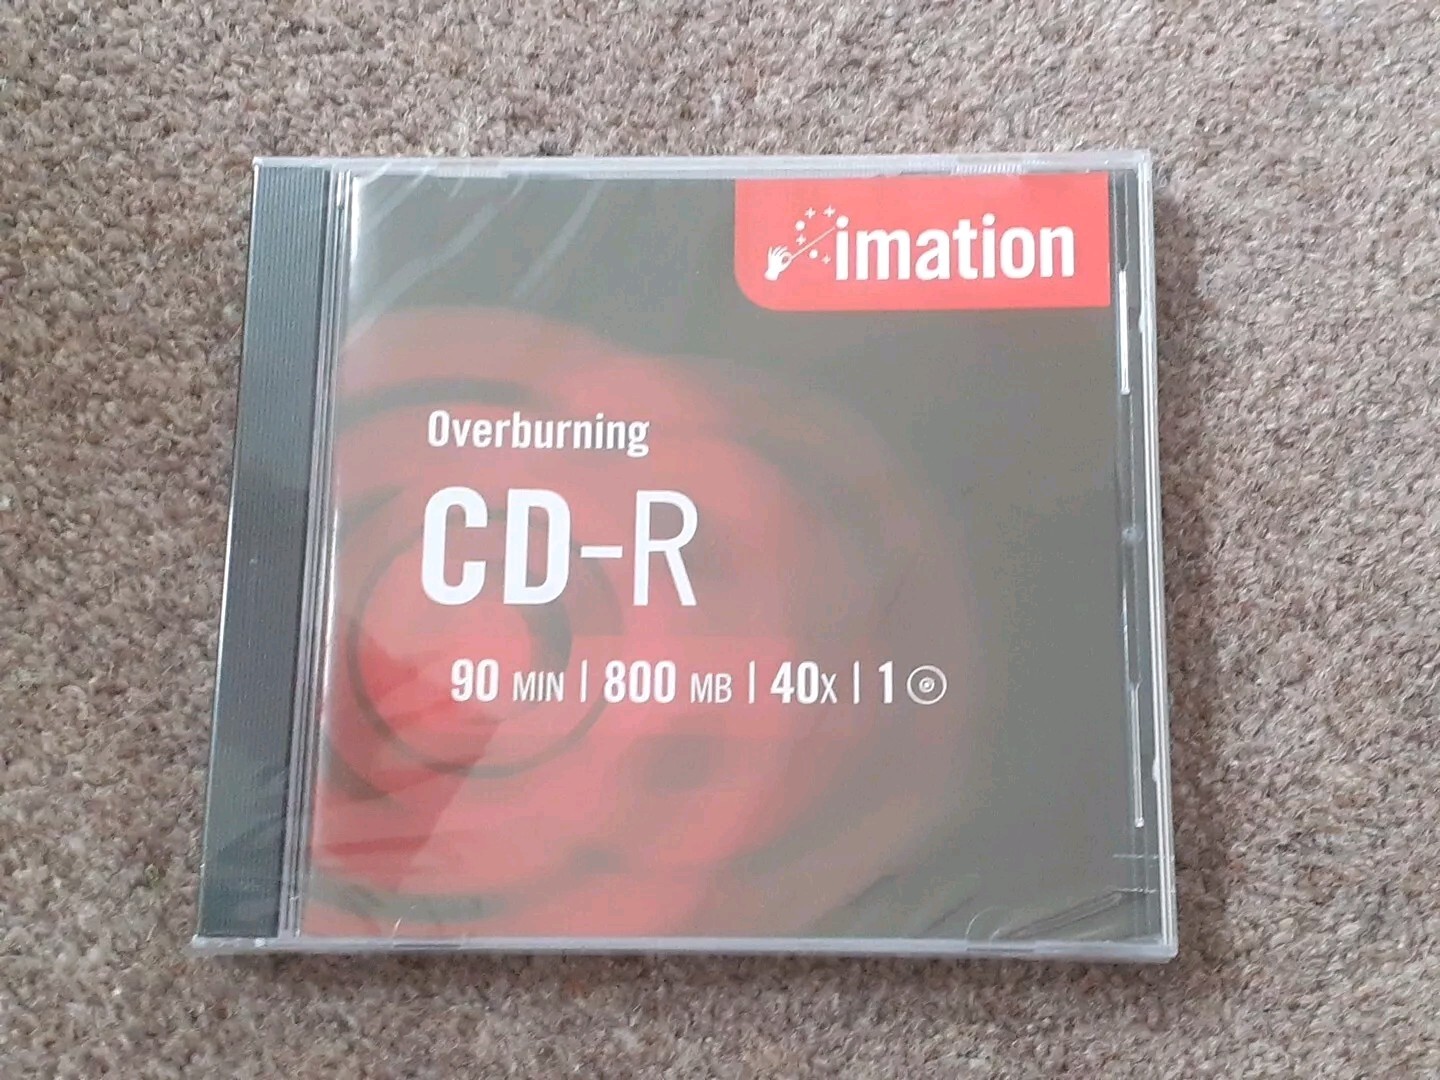 imation
Overburning
CD-R
90 MIN | 800 MB | 40x | 1